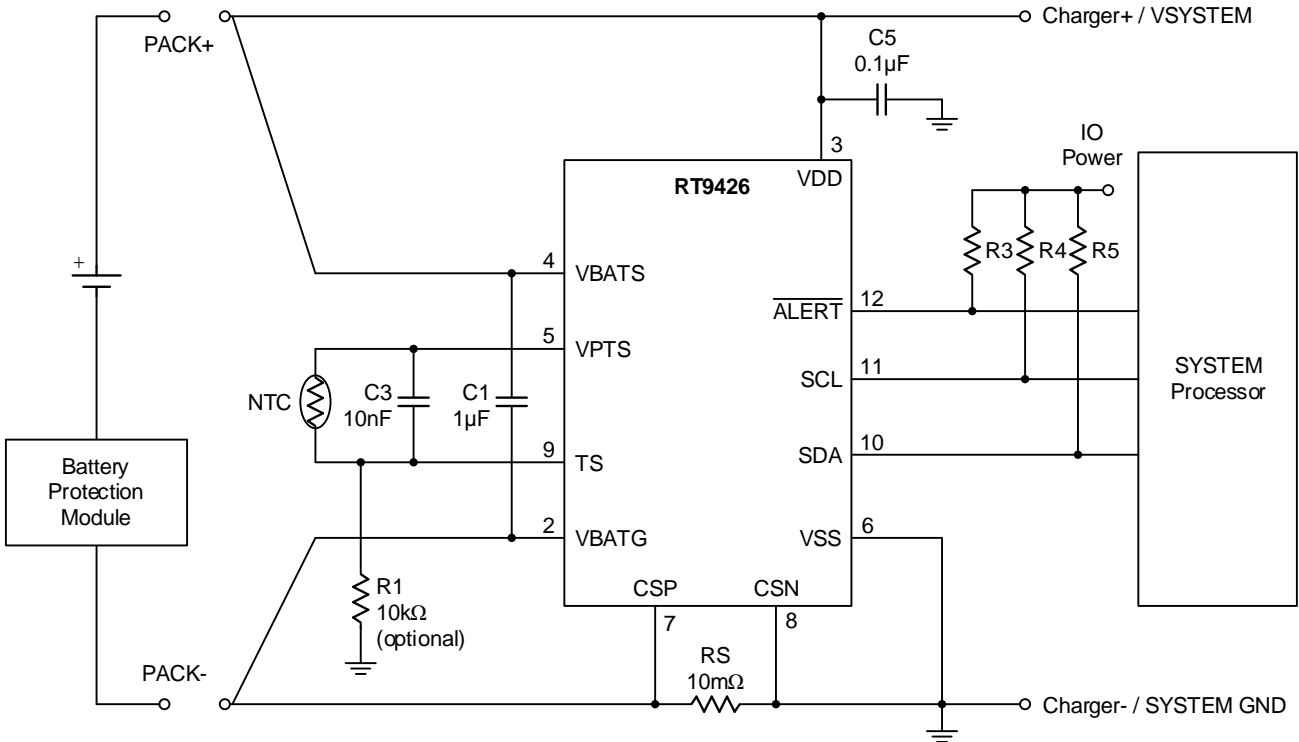 PACK+
Charger+ / VSYSTEM
C5
0.1µF
IO
Power
3
VDD
RT9426
R3
R4
R5
+
4
VBATS
ALERT
12
5
VPTS
NTC
C3
10nF
C1
1µF
SCL
11
SYSTEM
Processor
9
TS
SDA
10
Battery
Protection
Module
2
VBATG
VSS
6
CSP
CSN
7
8
R1
10kΩ
(optional)
RS
10mΩ
PACK-
Charger- / SYSTEM GND